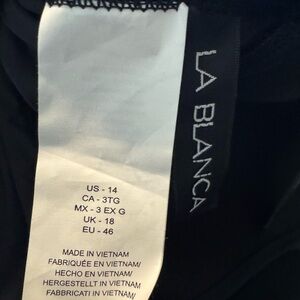 LA BLANCA
US - 14
CA - 3TG
MX - 3 EX G
UK - 18
EU - 46
MADE IN VIETNAM
FABRIQUÉE EN VIETNAM/
HECHO EN VIETNAM/
HERGESTELLT IN VIETNAM/
FABBRICATI IN VIETNAM/